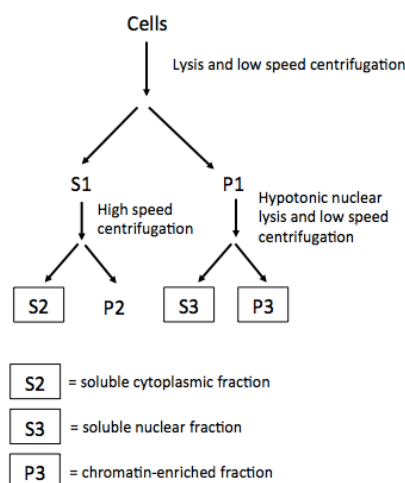 Cells
Lysis and low speed centrifugation
S1
P1
High speed
centrifugation
Hypotonic nuclear
lysis and low speed
centrifugation
S2
P2
S3
P3
S2 = soluble cytoplasmic fraction
S3 = soluble nuclear fraction
P3 = chromatin-enriched fraction